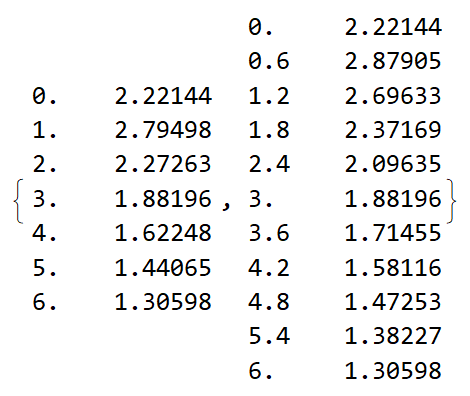 0. 2.22144
0.6 2.87905
0. 2.22144 1.2 2.69633
1. 2.79498 1.8 2.37169
2. 2.27263 2.4 2.09635
{ 3. 1.88196 , 3. 1.88196 }
4. 1.62248 3.6 1.71455
5. 1.44065 4.2 1.58116
6. 1.30598 4.8 1.47253
5.4 1.38227
6. 1.30598